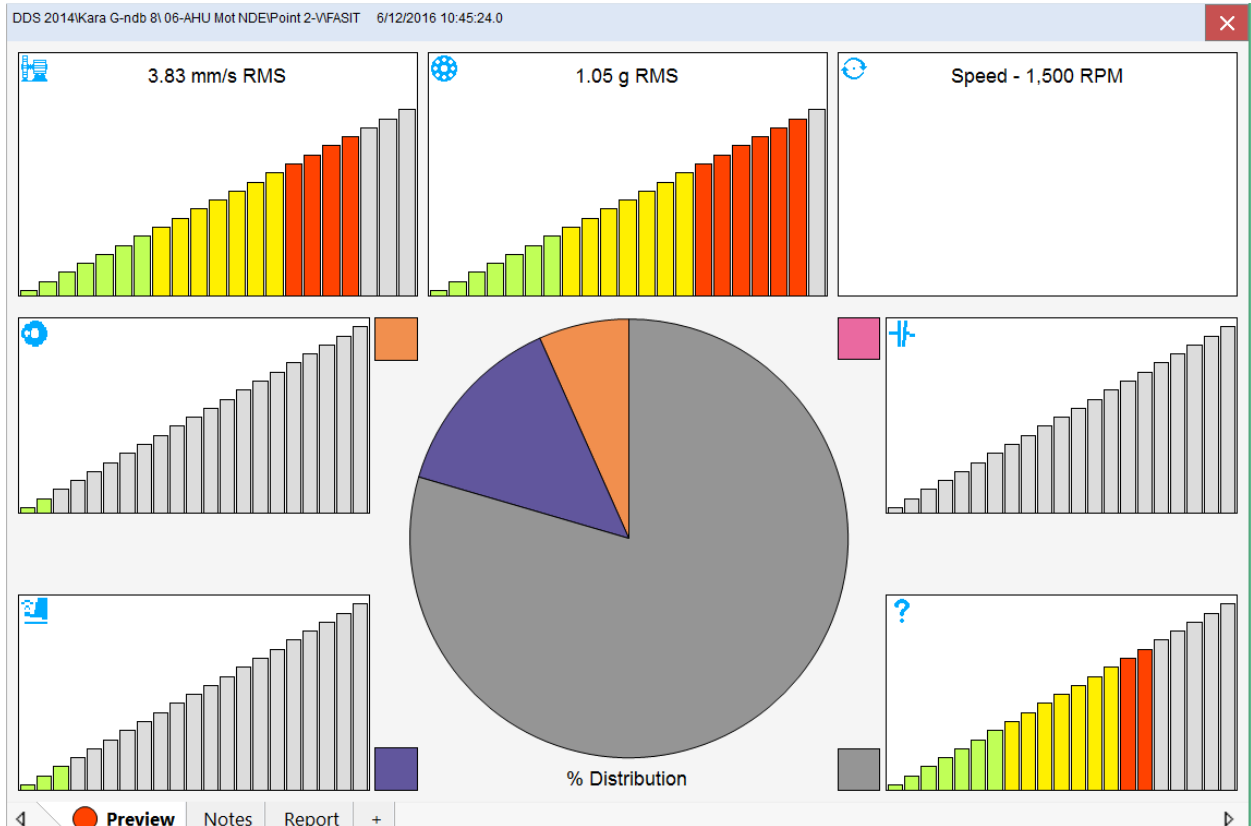 DDS 2014\Kara G-ndb 8\ 06-AHU Mot NDE\Point 2-V\FASIT 6/12/2016 10:45:24.0
3.83 mm/s RMS
1.05 g RMS
Speed - 1,500 RPM
?
% Distribution
Preview Notes Report +